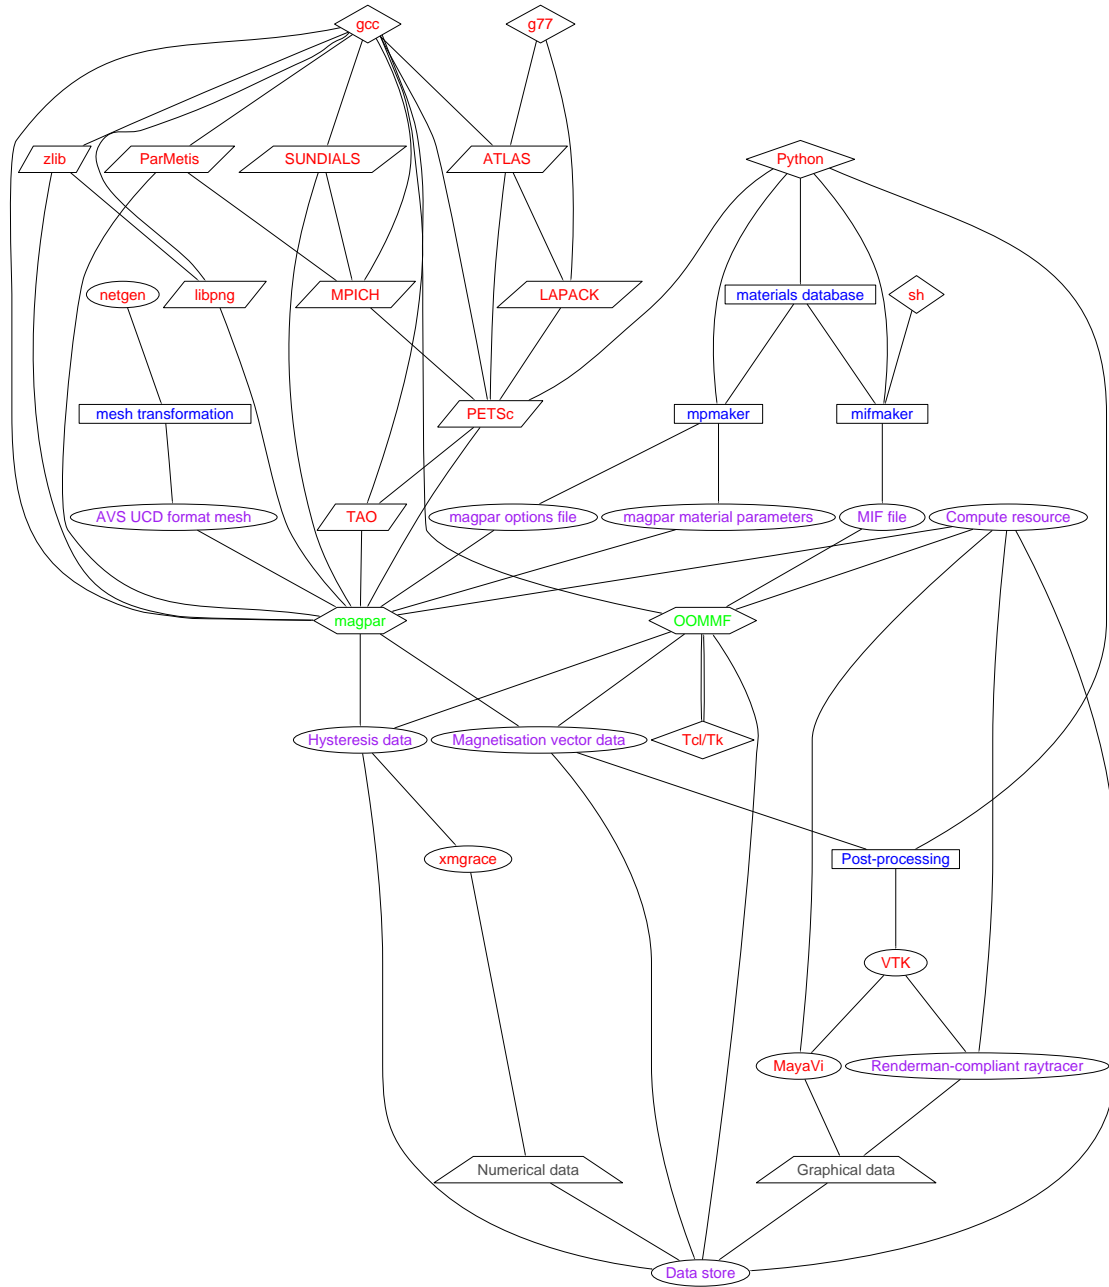 gcc
g77
zlib
ParMetis
SUNDIALS
ATLAS
Python
netgen
libpng
MPICH
LAPACK
materials database
sh
mesh transformation
PETSc
mpmaker
mifmaker
AVS UCD format mesh
TAO
magpar options file
magpar material parameters
MIF file
Compute resource
magpar
OOMMF
Hysteresis data
Magnetisation vector data
Tcl/Tk
xmgrace
Post-processing
VTK
MayaVi
Renderman-compliant raytracer
Numerical data
Graphical data
Data store